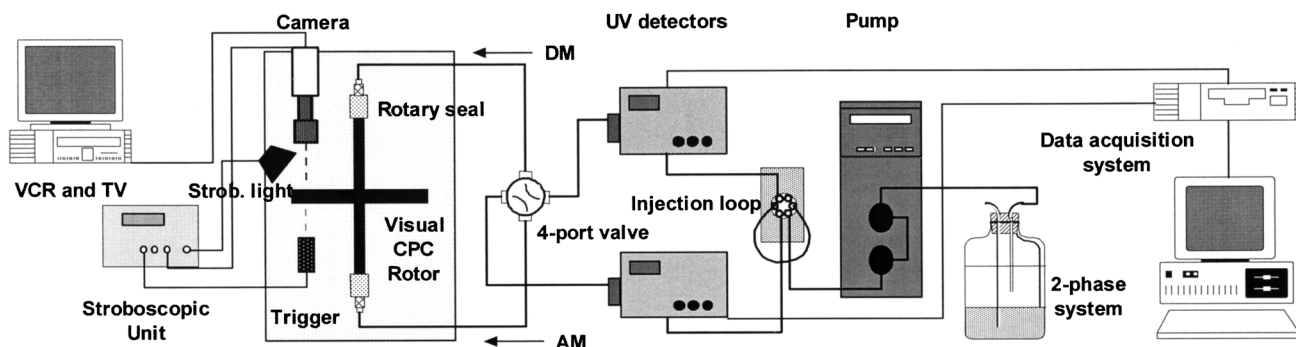 Camera
UV detectors
Pump
DM
Rotary seal
Data acquisition
system
VCR and TV
Strob. light
Injection loop
4-port valve
Visual
CPC
Rotor
2-phase
system
Stroboscopic
Unit
Trigger
AM